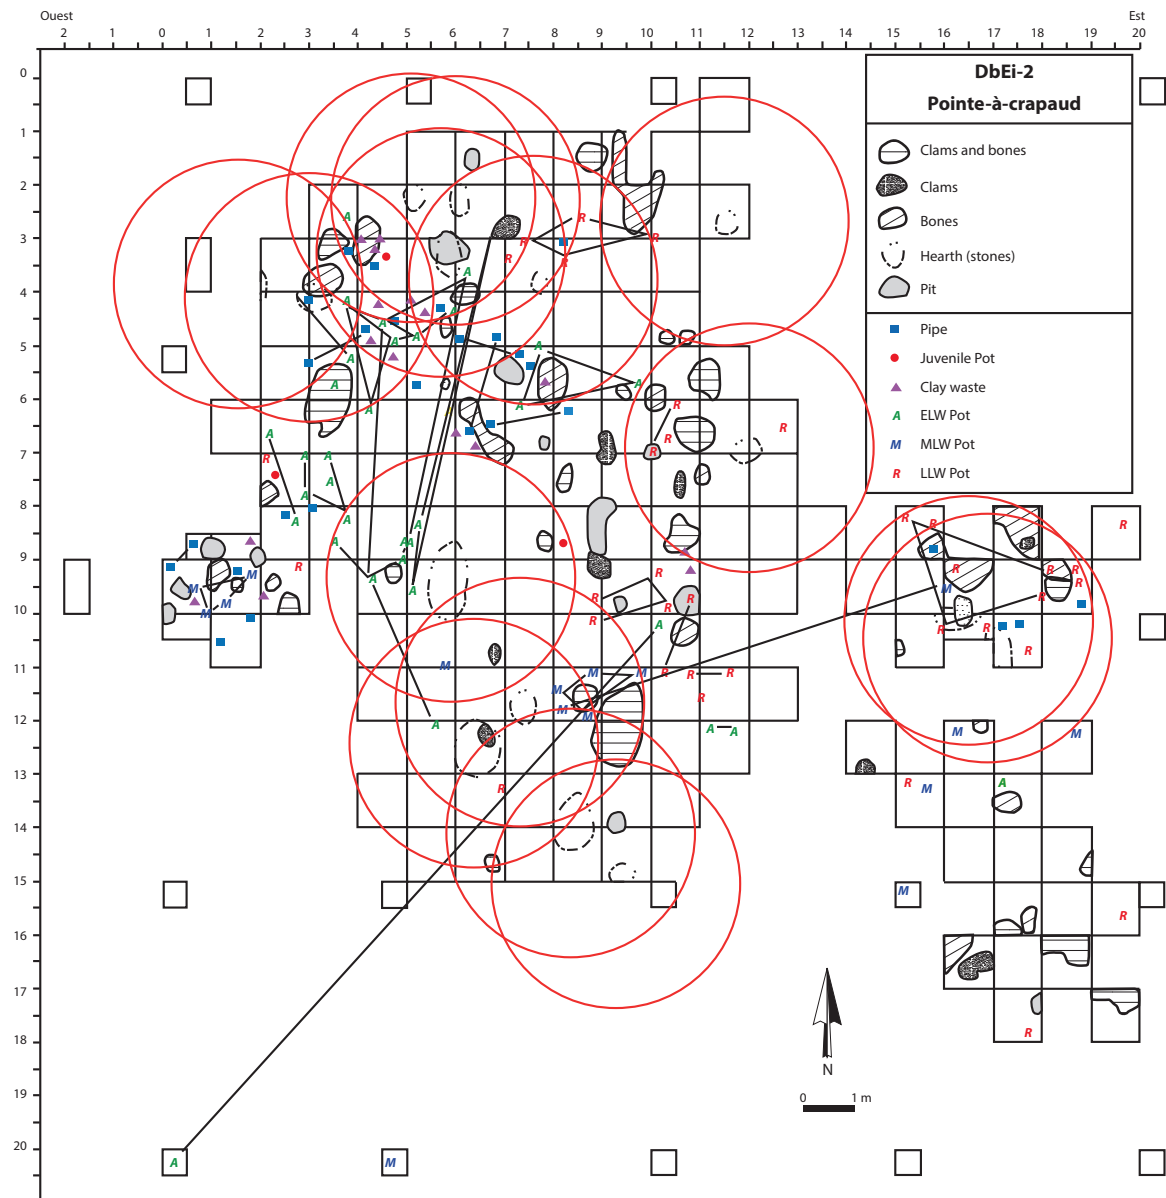 Ouest
Est
2 1 0 1 2 3 4 5 6 7 8 9 10 11 12 13 14 15 16 17 18 19 20
0
1
2
3
4
5
6
7
8
9
10
11
12
13
14
15
16
17
18
19
20
DbEi-2
Pointe-à-crapaud
Clams and bones
Clams
Bones
Hearth (stones)
Pit
Pipe
Juvenile Pot
Clay waste
A ELW Pot
M MLW Pot
R LLW Pot
N
0 1 m